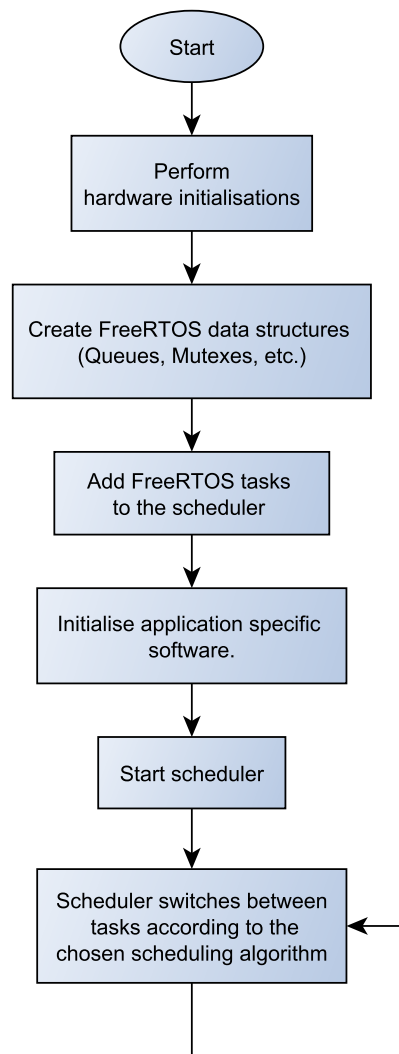 Start
Perform
hardware initialisations
Create FreeRTOS data structures
(Queues, Mutexes, etc.)
Add FreeRTOS tasks
to the scheduler
Initialise application specific
software.
Start scheduler
Scheduler switches between
tasks according to the
chosen scheduling algorithm